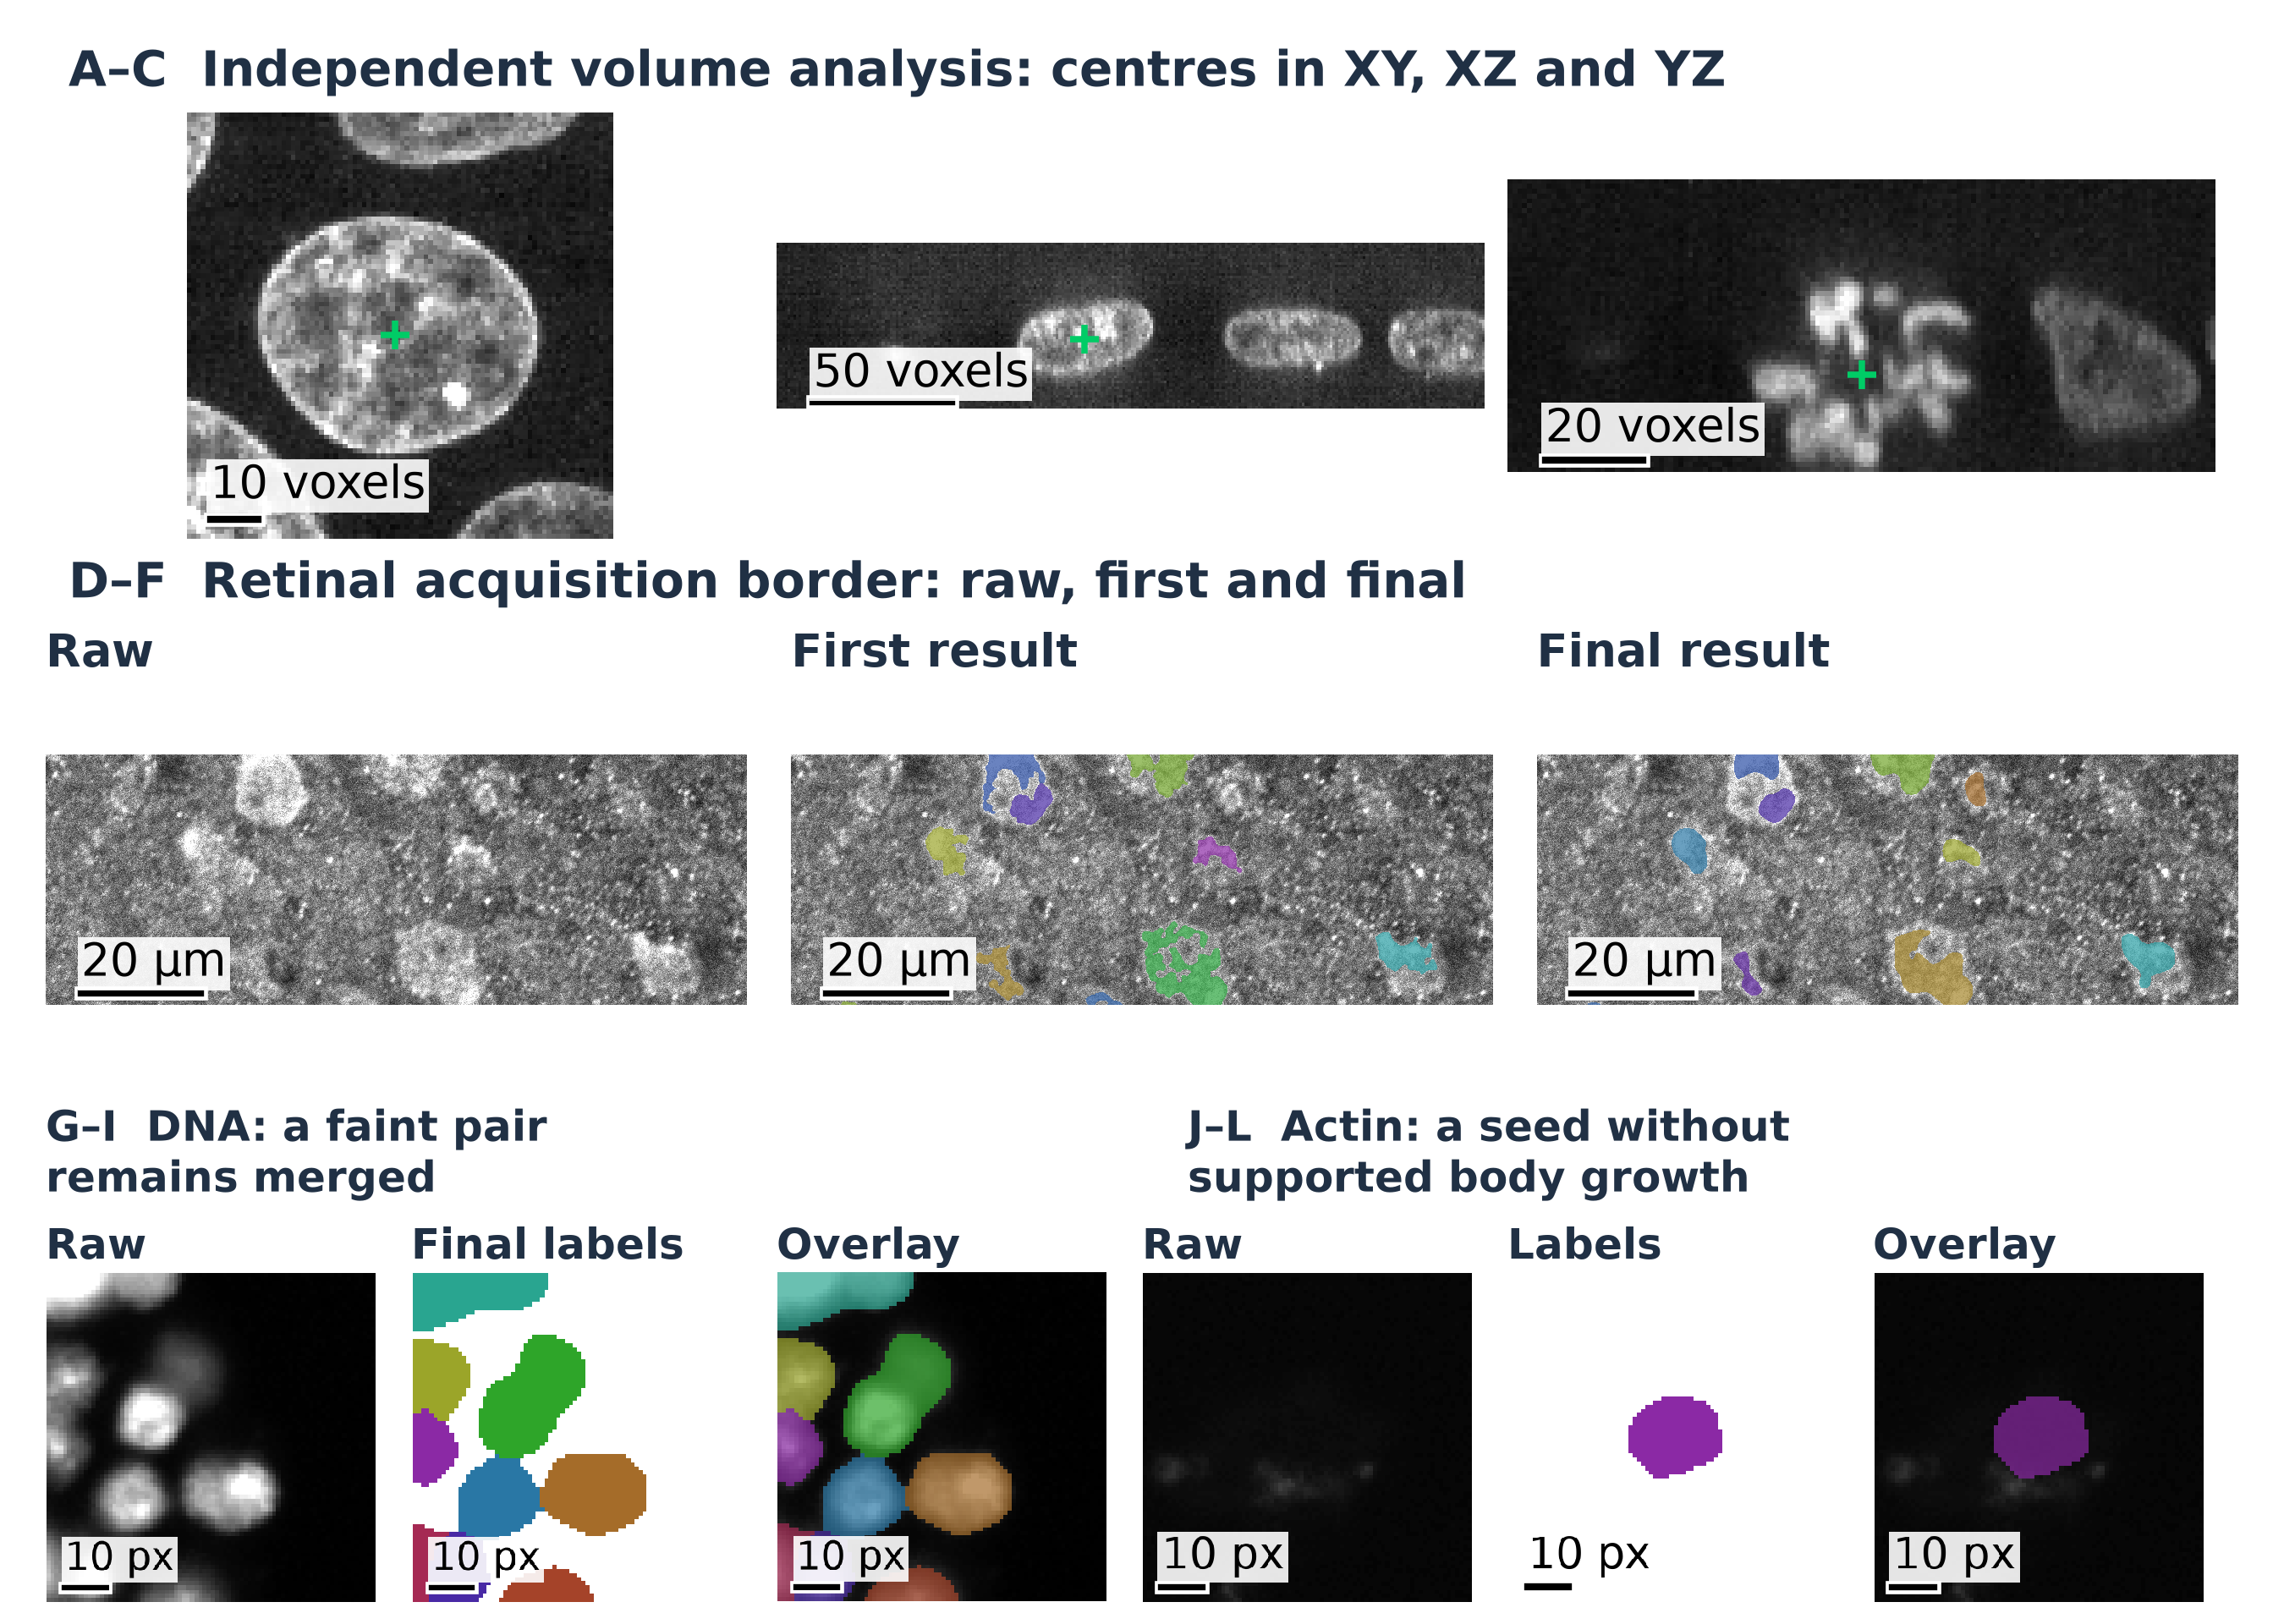 A–C Independent volume analysis: centres in XY, XZ and YZ
10 voxels
50 voxels
20 voxels
D–F Retinal acquisition border: raw, first and final
Raw
First result
Final result
20 µm
20 µm
20 µm
G–I DNA: a faint pair
remains merged
J–L Actin: a seed without
supported body growth
Raw
Final labels
Overlay
Raw
Labels
Overlay
10 px
10 px
10 px
10 px
10 px
10 px